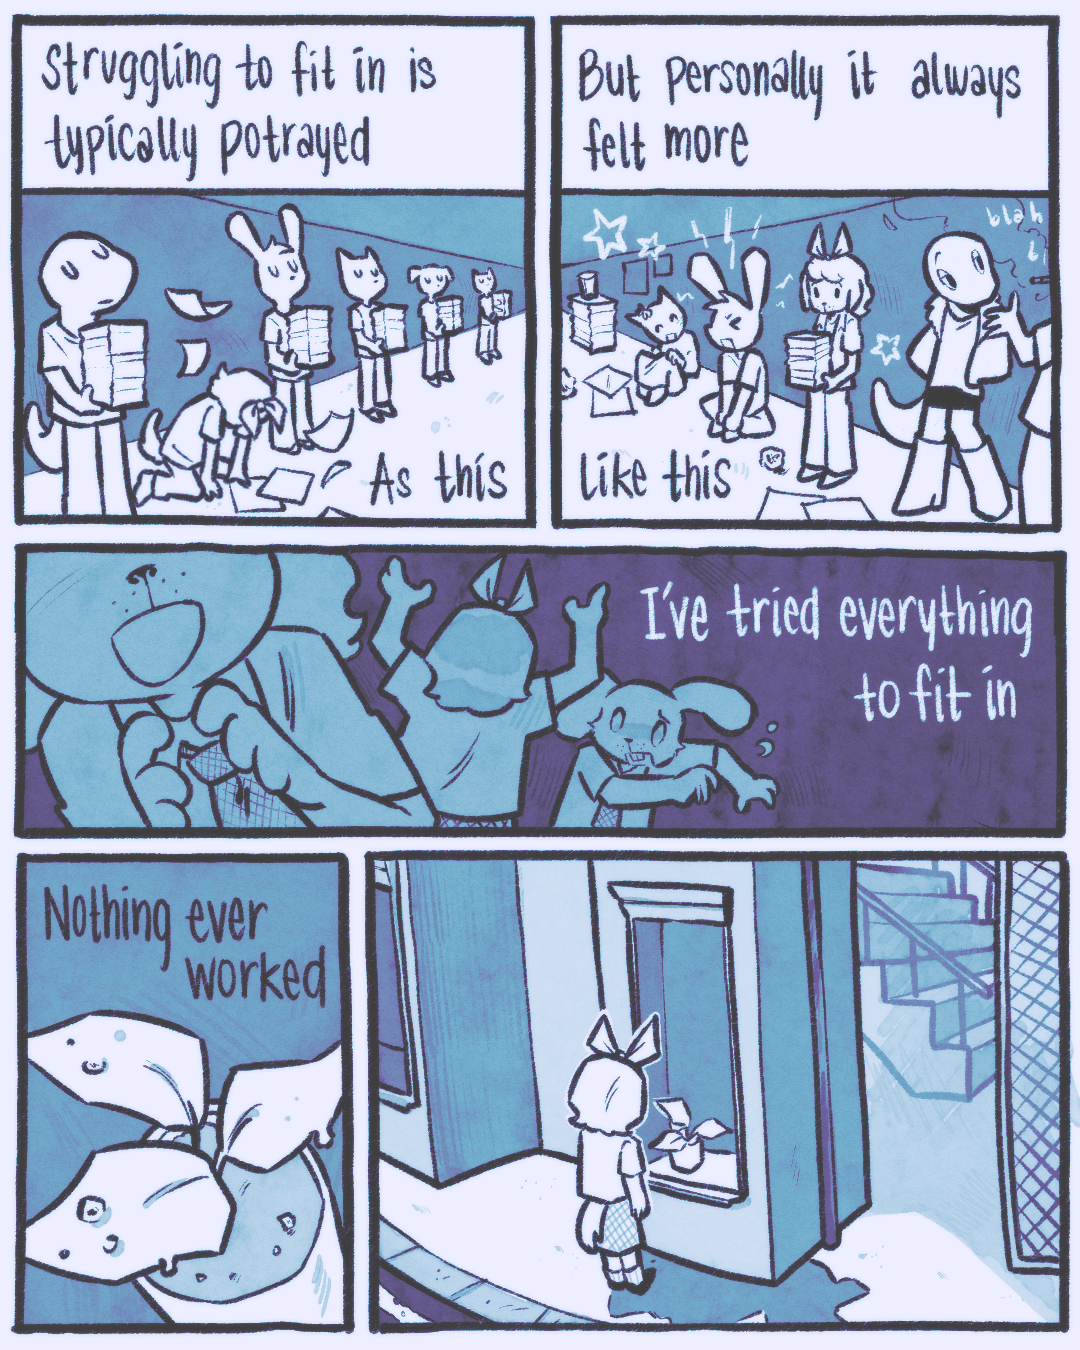 Struggling to fit in is
typically potrayed
As this
But personally it always
felt more
blah
Like this
I've tried everything
to fit in
Nothing ever
worked